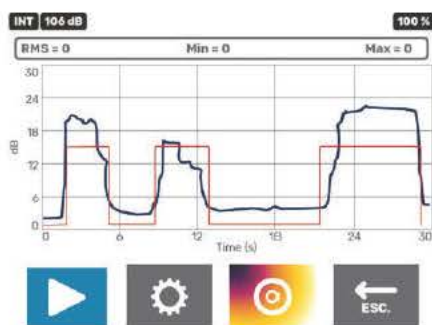 INT 106 dB 100 %
RMS = 0 Min = 0 Max = 0
30
24
18
12
6
0
dB
0 6 12 18 24 30
Time (s)
ESC.